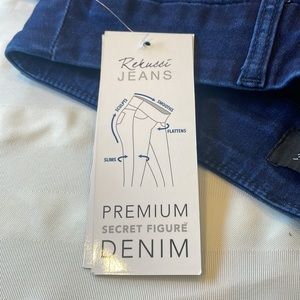 Rekucci
JEANS
SCULPTS
SMOOTHS
FLATTENS
SLIMS
PREMIUM
SECRET FIGURE
DENIM